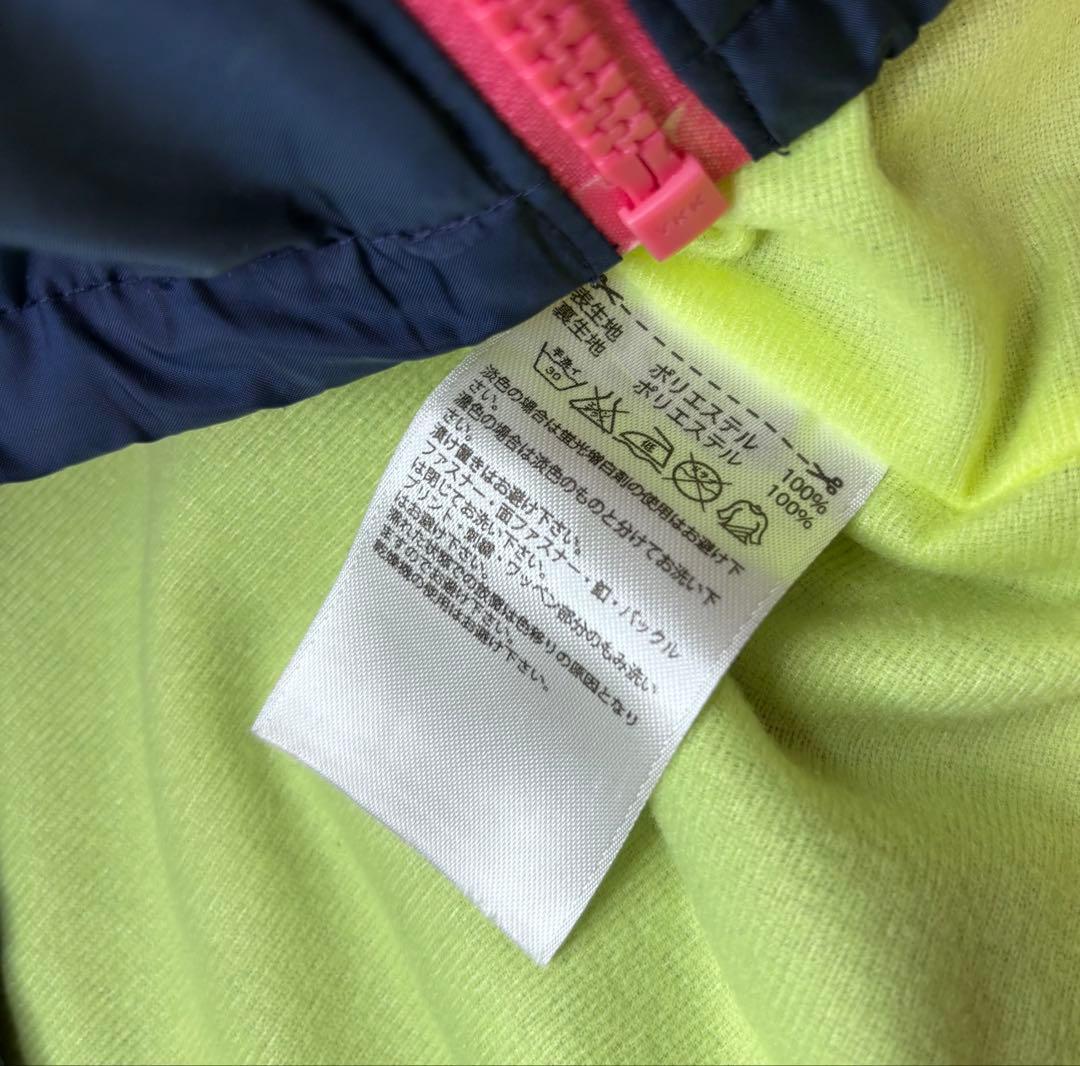 YKK
表生地 ポリエステル 100%
裏生地 ポリエステル 100%
手洗イ
30
低
淡色の場合は蛍光増白剤の使用はお避け下
さい。
濃色の場合は淡色のものと分けてお洗い下
さい。
漬け置きはお避け下さい。
ファスナー・面ファスナー・釦・バックル
は閉じてお洗い下さい。
プリント・刺繍・ワッペン部分のもみ洗い
はお避け下さい。
濡れた状態での放置は色移りの原因となり
ますのでお避け下さい。
乾燥機の使用はお避け下さい。